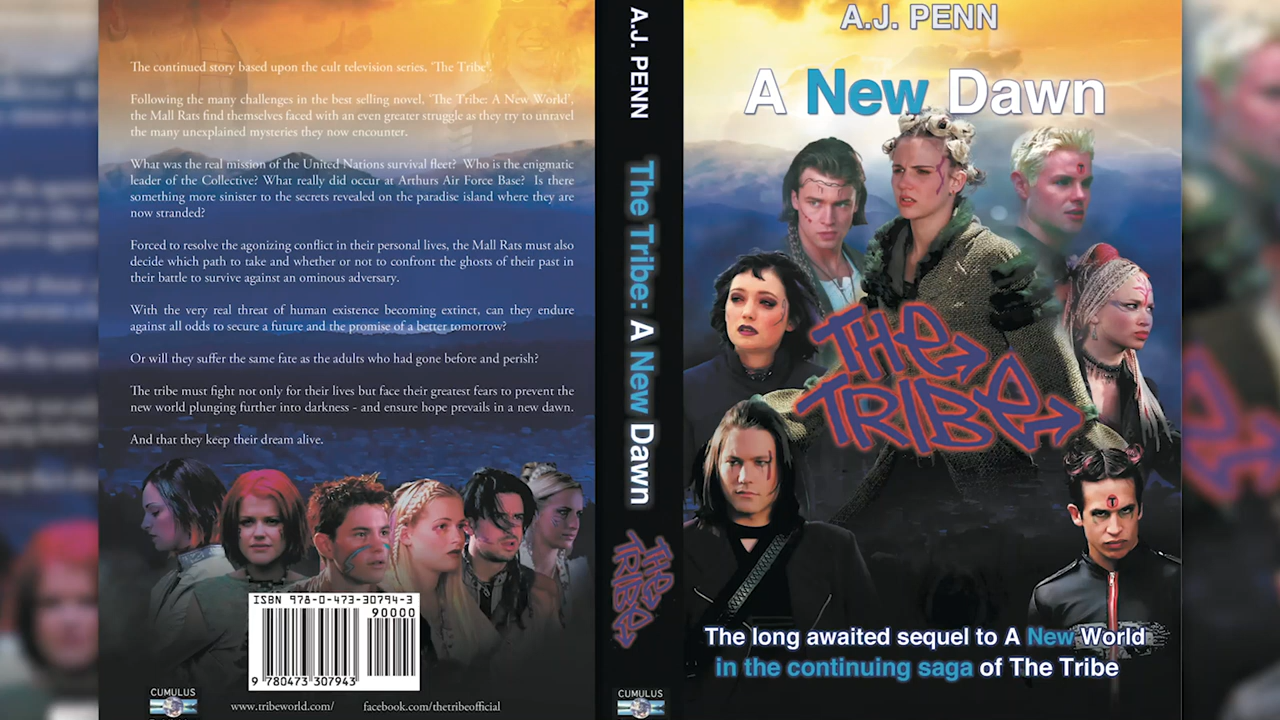 The continued story based upon the cult television series, 'The Tribe'.
Following the many challenges in the best selling novel, 'The Tribe: A New World',
the Mall Rats find themselves faced with an even greater struggle as they try to unravel
the many unexplained mysteries they now encounter.
What was the real mission of the United Nations survival fleet? Who is the enigmatic
leader of the Collective? What really did occur at Arthurs Air Force Base? Is there
something more sinister to the secrets revealed on the paradise island where they are
now stranded?
Forced to resolve the agonizing conflict in their personal lives, the Mall Rats must also
decide which path to take and whether or not to confront the ghosts of their past in
their battle to survive against an ominous adversary.
With the very real threat of human existence becoming extinct, can they endure
against all odds to secure a future and the promise of a better tomorrow?
Or will they suffer the same fate as the adults who had gone before and perish?
The tribe must fight not only for their lives but face their greatest fears to prevent the
new world plunging further into darkness - and ensure hope prevails in a new dawn.
And that they keep their dream alive.
ISBN 978-0-473-30794-3
90000
9 780473 307943
CUMULUS
www.tribeworld.com/
facebook.com/thetribeofficial
A.J. PENN
The Tribe: A New Dawn
THE TRIBE
CUMULUS
A.J. PENN
A New Dawn
THE
TRIBE
The long awaited sequel to A New World
in the continuing saga of The Tribe